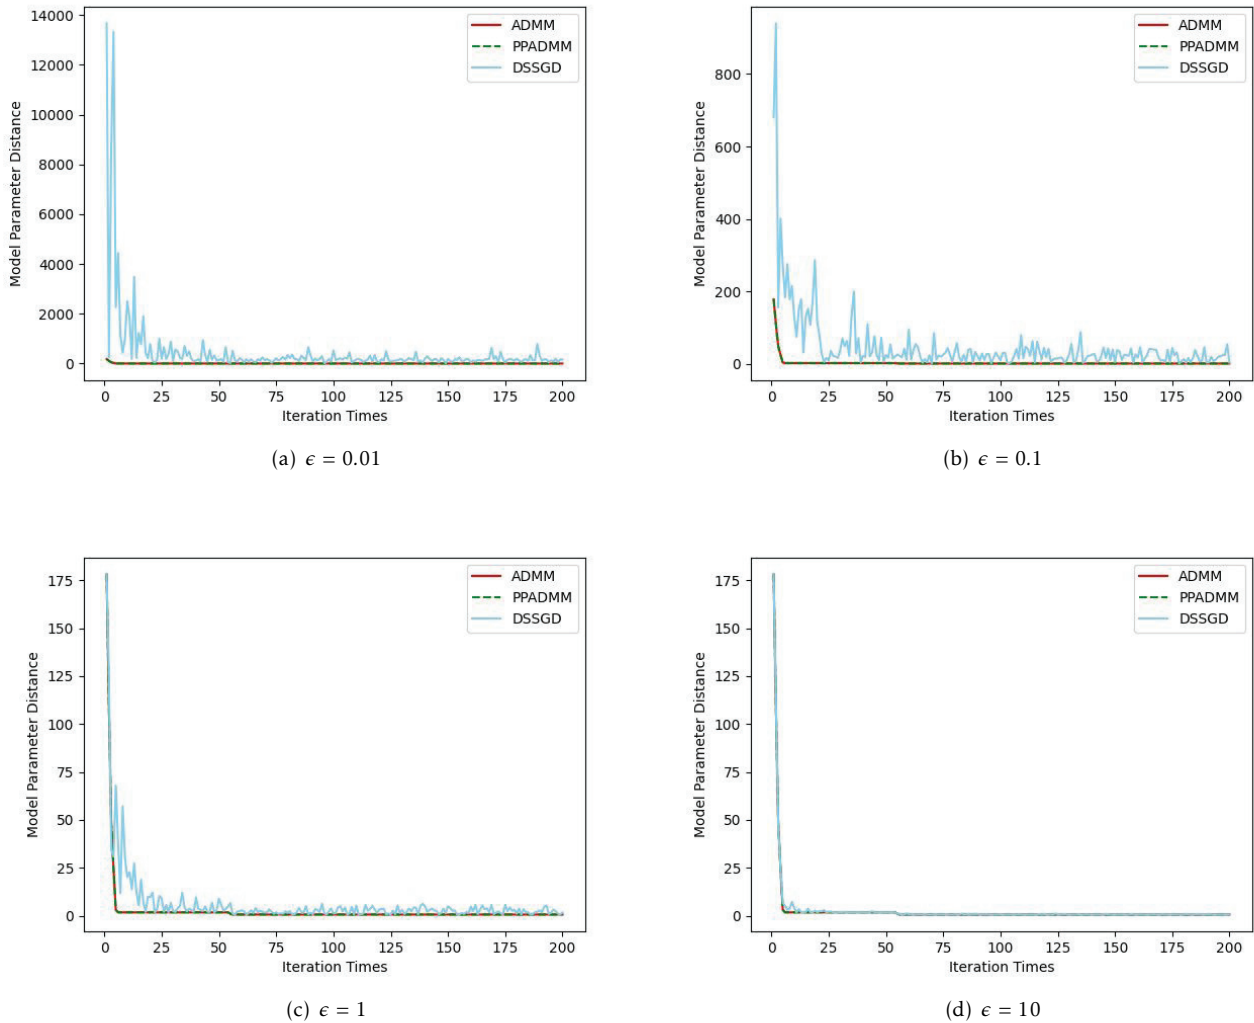 14000
12000
10000
8000
6000
4000
2000
0
Model Parameter Distance
ADMM
PPADMM
DSSGD
0 25 50 75 100 125 150 175 200
Iteration Times
(a) ϵ = 0.01
800
600
400
200
0
Model Parameter Distance
ADMM
PPADMM
DSSGD
0 25 50 75 100 125 150 175 200
Iteration Times
(b) ϵ = 0.1
175
150
125
100
75
50
25
0
Model Parameter Distance
ADMM
PPADMM
DSSGD
0 25 50 75 100 125 150 175 200
Iteration Times
(c) ϵ = 1
175
150
125
100
75
50
25
0
Model Parameter Distance
ADMM
PPADMM
DSSGD
0 25 50 75 100 125 150 175 200
Iteration Times
(d) ϵ = 10